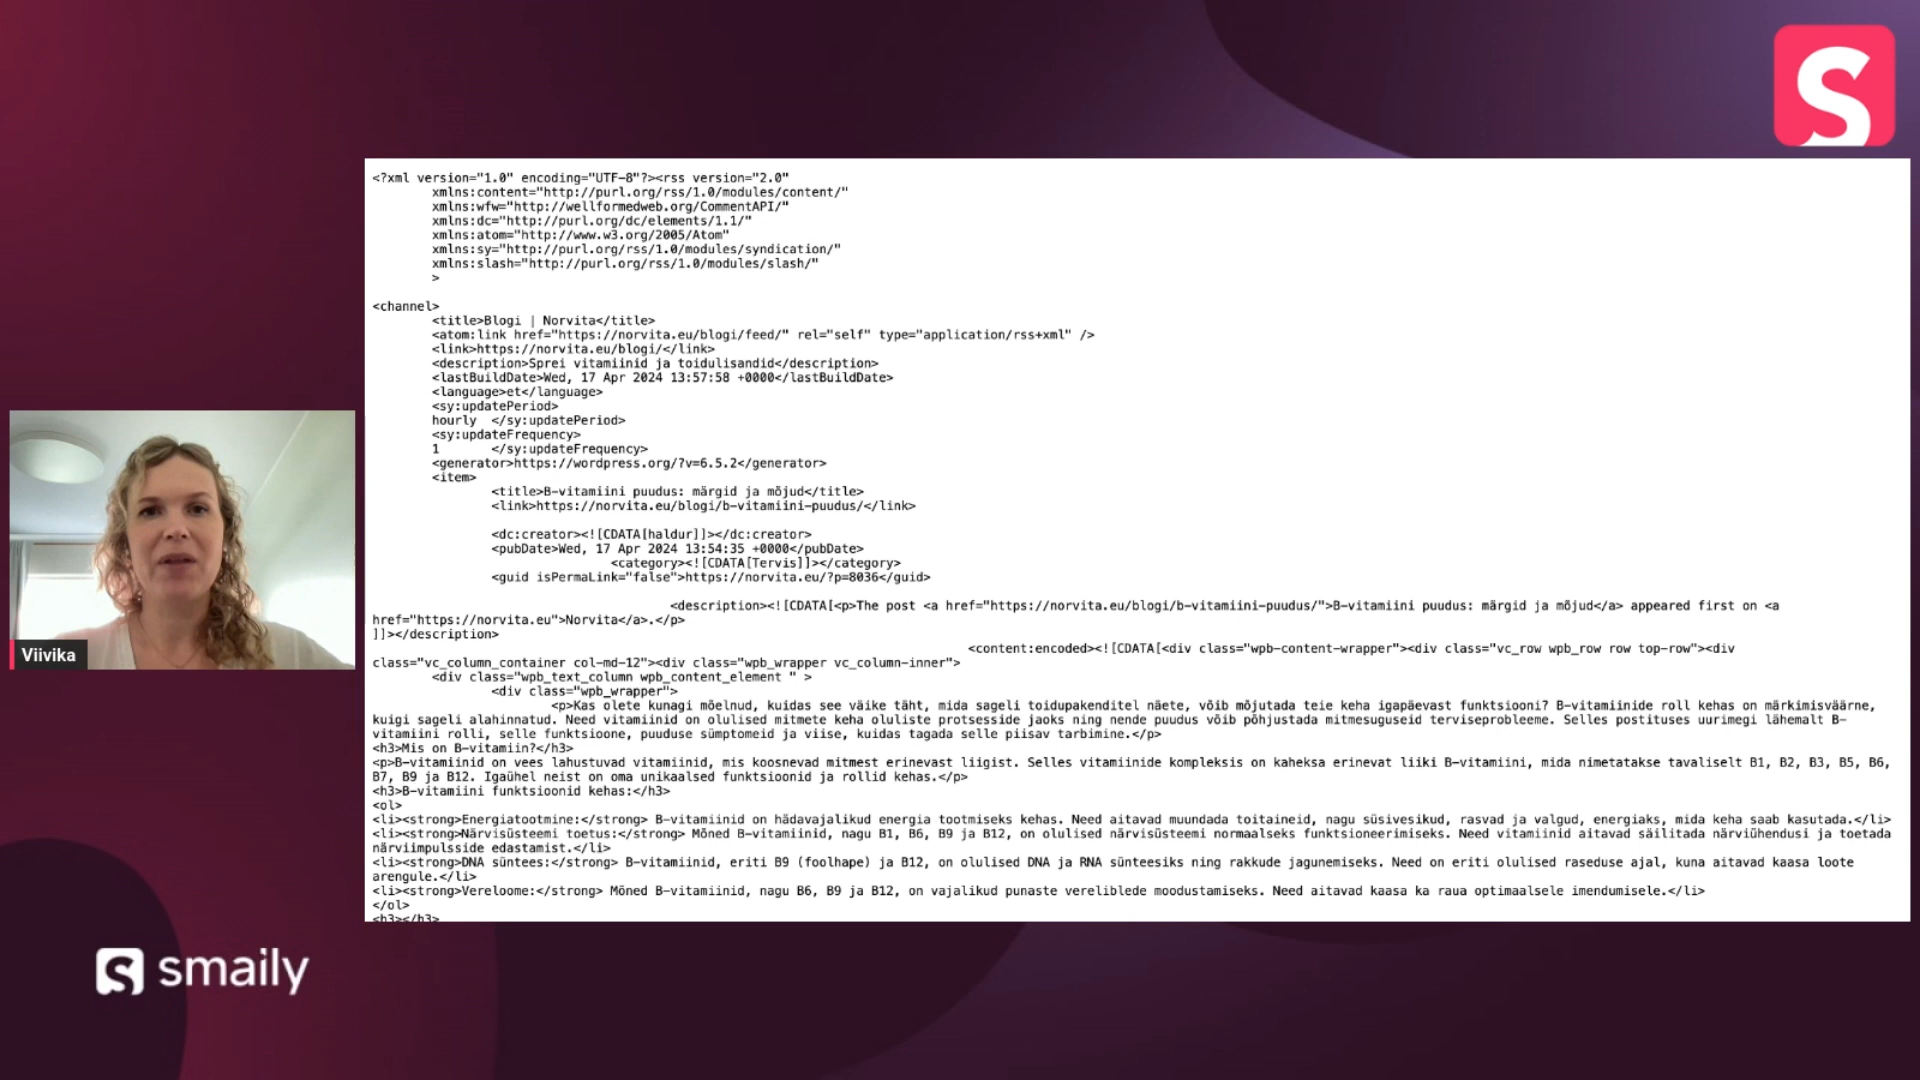 <?xml version="1.0" encoding="UTF-8"?><rss version="2.0"
xmlns:content="http://purl.org/rss/1.0/modules/content/"
xmlns:wfw="http://wellformedweb.org/CommentAPI/"
xmlns:dc="http://purl.org/dc/elements/1.1/"
xmlns:atom="http://www.w3.org/2005/Atom"
xmlns:sy="http://purl.org/rss/1.0/modules/syndication/"
xmlns:slash="http://purl.org/rss/1.0/modules/slash/"
>
<channel>
<title>Blogi | Norvita</title>
<atom:link href="https://norvita.eu/blogi/feed/" rel="self" type="application/rss+xml" />
<link>https://norvita.eu/blogi/</link>
<description>Sprei vitamiinid ja toidulisandid</description>
<lastBuildDate>Wed, 17 Apr 2024 13:57:58 +0000</lastBuildDate>
<language>et</language>
<sy:updatePeriod>
hourly </sy:updatePeriod>
<sy:updateFrequency>
1 </sy:updateFrequency>
<generator>https://wordpress.org/?v=6.5.2</generator>
<item>
<title>B-vitamiini puudus: märgid ja mõjud</title>
<link>https://norvita.eu/blogi/b-vitamiini-puudus/</link>
<dc:creator><![CDATA[haldur]]></dc:creator>
<pubDate>Wed, 17 Apr 2024 13:54:35 +0000</pubDate>
<category><![CDATA[Tervis]]></category>
<guid isPermaLink="false">https://norvita.eu/?p=8036</guid>
<description><![CDATA[<p>The post <a href="https://norvita.eu/blogi/b-vitamiini-puudus/">B-vitamiini puudus: märgid ja mõjud</a> appeared first on <a
href="https://norvita.eu">Norvita</a>.</p>
]]></description>
<content:encoded><![CDATA[<div class="wpb-content-wrapper"><div class="vc_row wpb_row row top-row"><div
class="vc_column_container col-md-12"><div class="wpb_wrapper vc_column-inner">
<div class="wpb_text_column wpb_content_element " >
<div class="wpb_wrapper">
<p>Kas olete kunagi mõelnud, kuidas see väike täht, mida sageli toidupakenditel näete, võib mõjutada teie keha igapäevast funktsiooni? B-vitamiinide roll kehas on märkimisväärne,
kuigi sageli alahinnatud. Need vitamiinid on olulised mitmete keha oluliste protsesside jaoks ning nende puudus võib põhjustada mitmesuguseid terviseprobleeme. Selles postituses uurimegi lähemalt B-
vitamiini rolli, selle funktsioone, puuduse sümptomeid ja viise, kuidas tagada selle piisav tarbimine.</p>
<h3>Mis on B-vitamiin?</h3>
<p>B-vitamiinid on vees lahustuvad vitamiinid, mis koosnevad mitmest erinevast liigist. Selles vitamiinide kompleksis on kaheksa erinevat liiki B-vitamiini, mida nimetatakse tavaliselt B1, B2, B3, B5, B6,
B7, B9 ja B12. Igaühel neist on oma unikaalsed funktsioonid ja rollid kehas.</p>
<h3>B-vitamiini funktsioonid kehas:</h3>
<ol>
<li><strong>Energiatootmine:</strong> B-vitamiinid on hädavajalikud energia tootmiseks kehas. Need aitavad muundada toitaineid, nagu süsivesikud, rasvad ja valgud, energiaks, mida keha saab kasutada.</li>
<li><strong>Närvisüsteemi toetus:</strong> Mõned B-vitamiinid, nagu B1, B6, B9 ja B12, on olulised närvisüsteemi normaalseks funktsioneerimiseks. Need vitamiinid aitavad säilitada närviühendusi ja toetada
närviimpulsside edastamist.</li>
<li><strong>DNA süntees:</strong> B-vitamiinid, eriti B9 (foolhape) ja B12, on olulised DNA ja RNA sünteesiks ning rakkude jagunemiseks. Need on eriti olulised raseduse ajal, kuna aitavad kaasa loote
arengule.</li>
<li><strong>Vereloome:</strong> Mõned B-vitamiinid, nagu B6, B9 ja B12, on vajalikud punaste vereliblede moodustamiseks. Need aitavad kaasa ka raua optimaalsele imendumisele.</li>
</ol>
<h3></h3>
Viivika
smaily